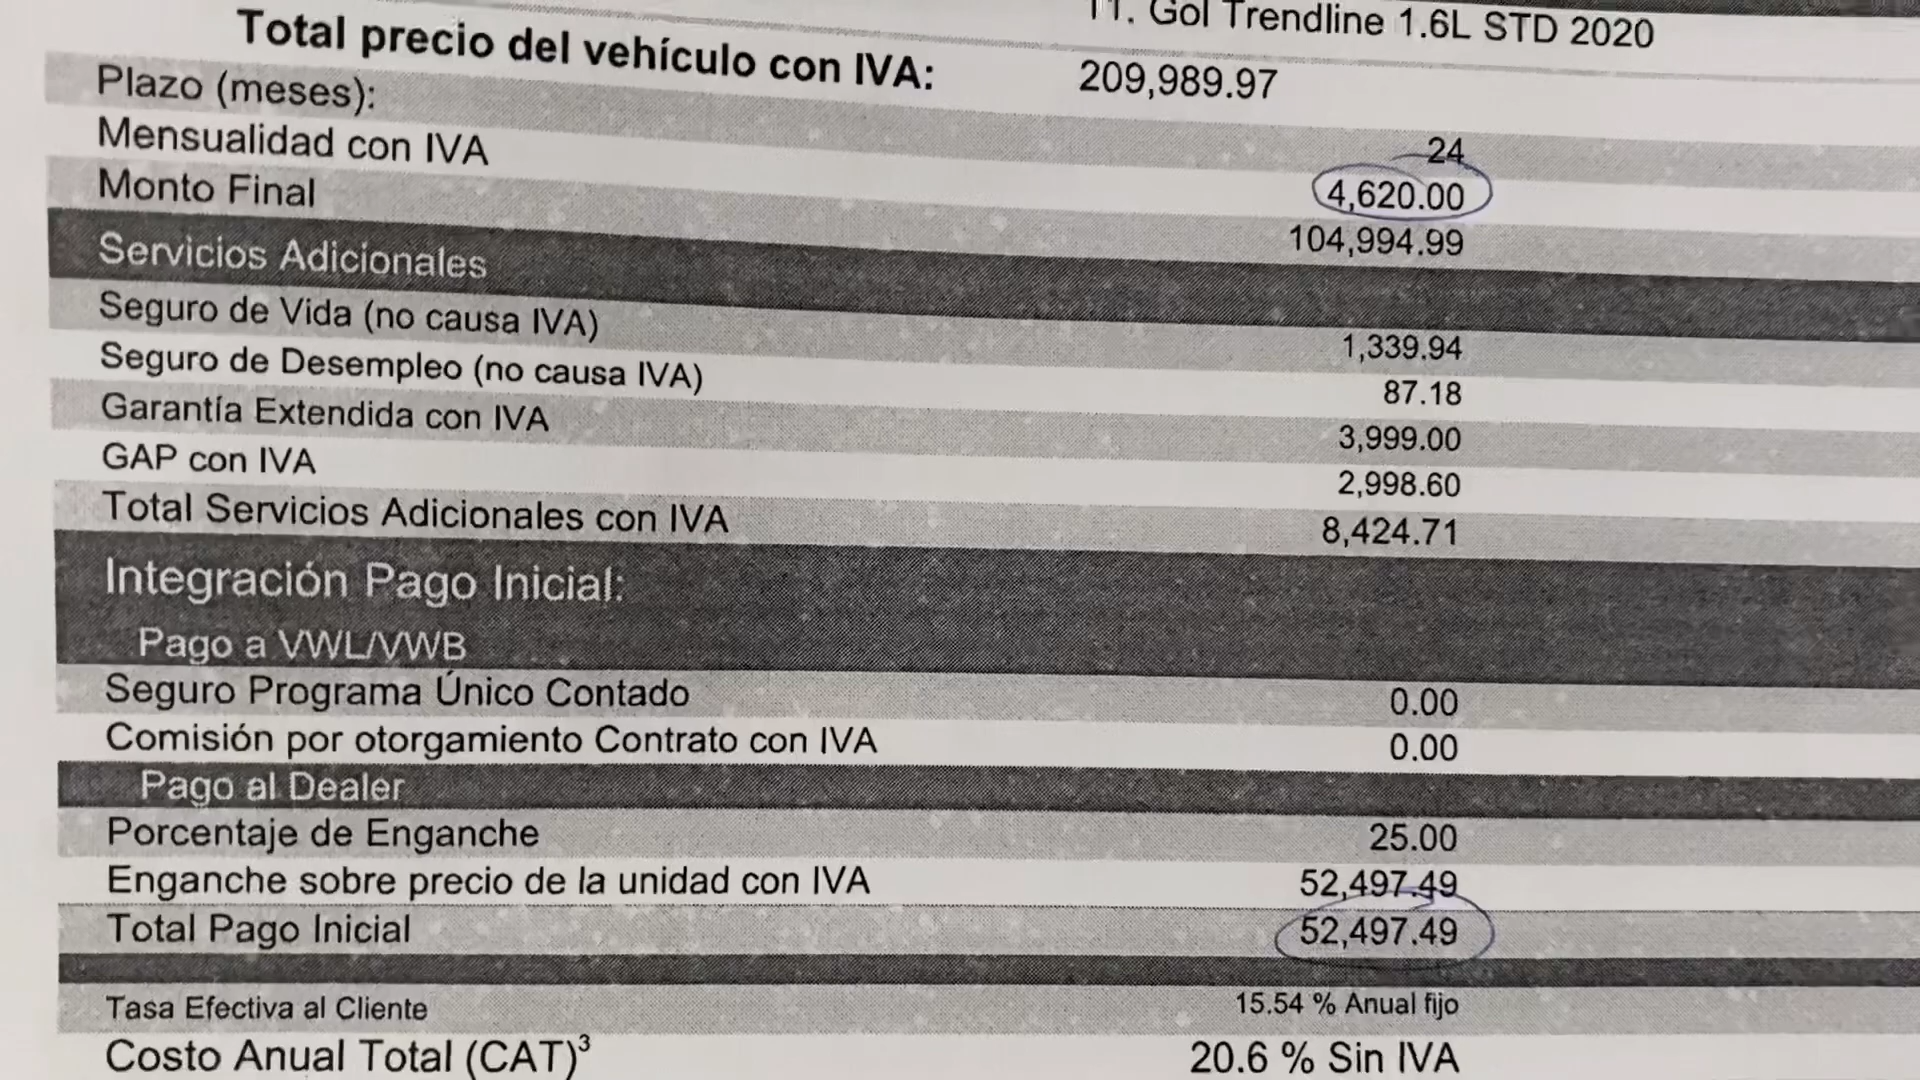 11. Gol Trendline 1.6L STD 2020
Total precio del vehículo con IVA: 209,989.97
Plazo (meses): 24
Mensualidad con IVA 4,620.00
Monto Final 104,994.99
Servicios Adicionales
Seguro de Vida (no causa IVA) 1,339.94
Seguro de Desempleo (no causa IVA) 87.18
Garantía Extendida con IVA 3,999.00
GAP con IVA 2,998.60
Total Servicios Adicionales con IVA 8,424.71
Integración Pago Inicial:
Pago a VWL/VWB
Seguro Programa Único Contado 0.00
Comisión por otorgamiento Contrato con IVA 0.00
Pago al Dealer
Porcentaje de Enganche 25.00
Enganche sobre precio de la unidad con IVA 52,497.49
Total Pago Inicial 52,497.49
Tasa Efectiva al Cliente 15.54 % Anual fijo
Costo Anual Total (CAT)³ 20.6 % Sin IVA